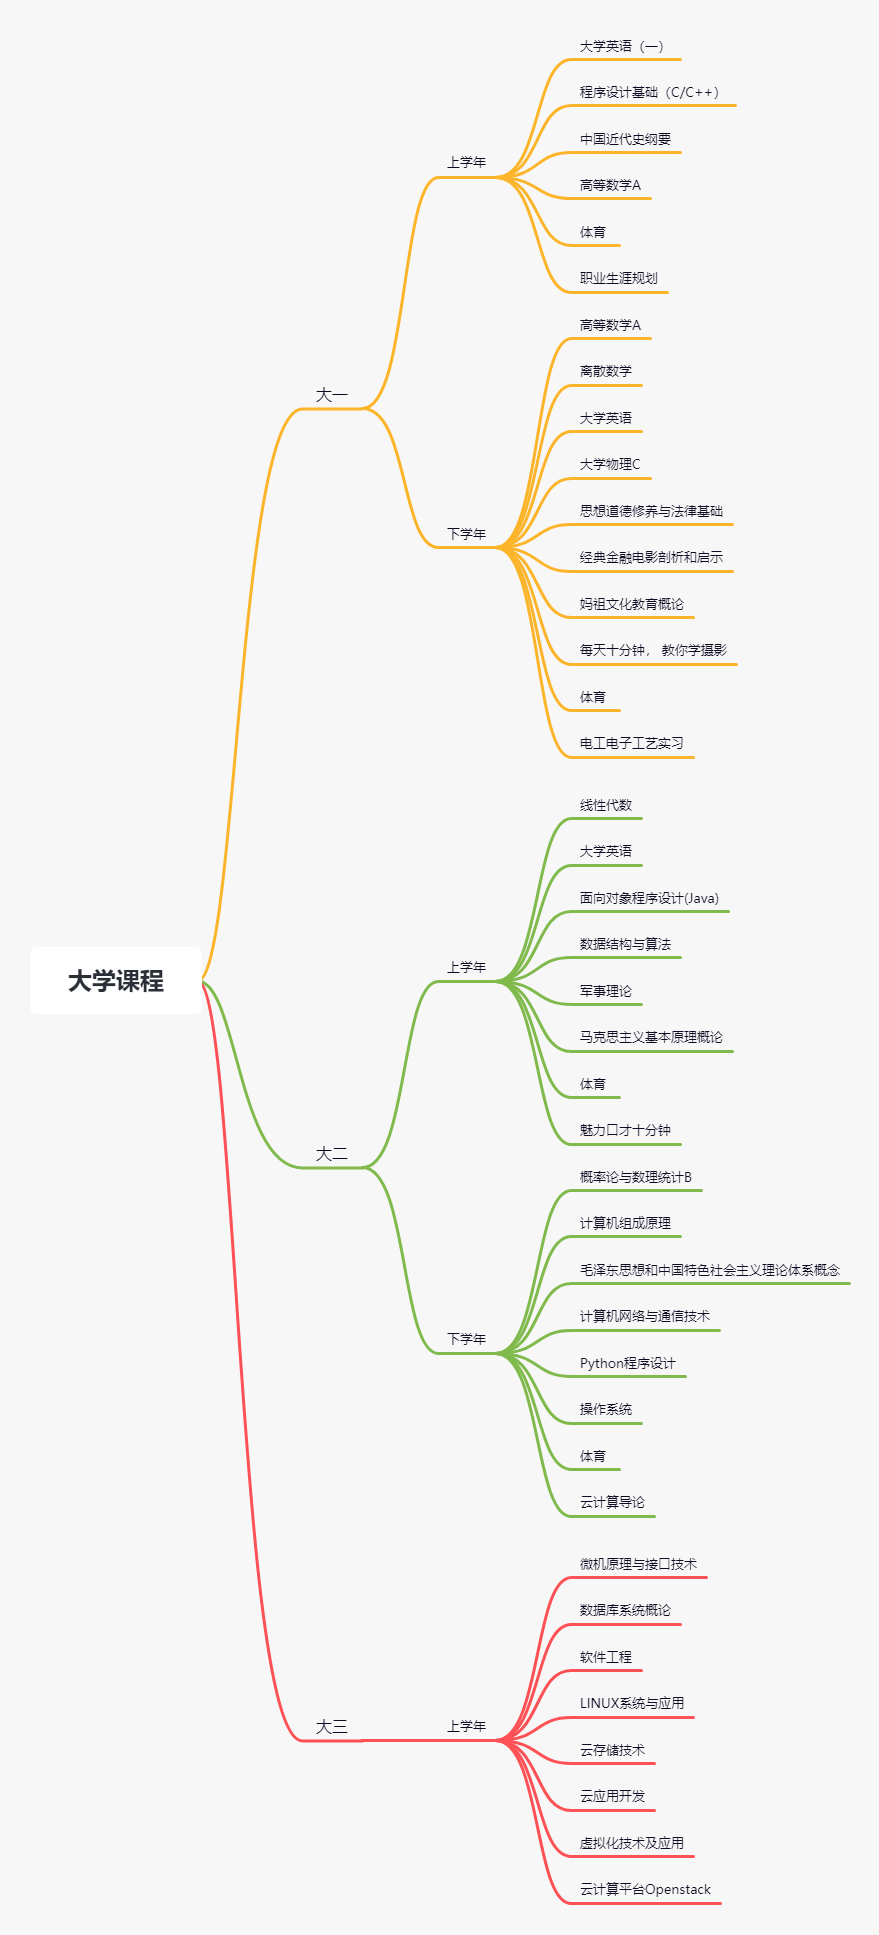 大学课程
大一
上学年
大学英语（一）
程序设计基础（C/C++）
中国近代史纲要
高等数学A
体育
职业生涯规划
下学年
高等数学A
离散数学
大学英语
大学物理C
思想道德修养与法律基础
经典金融电影剖析和启示
妈祖文化教育概论
每天十分钟， 教你学摄影
体育
电工电子工艺实习
大二
上学年
线性代数
大学英语
面向对象程序设计(Java)
数据结构与算法
军事理论
马克思主义基本原理概论
体育
魅力口才十分钟
下学年
概率论与数理统计B
计算机组成原理
毛泽东思想和中国特色社会主义理论体系概念
计算机网络与通信技术
Python程序设计
操作系统
体育
云计算导论
大三
上学年
微机原理与接口技术
数据库系统概论
软件工程
LINUX系统与应用
云存储技术
云应用开发
虚拟化技术及应用
云计算平台Openstack